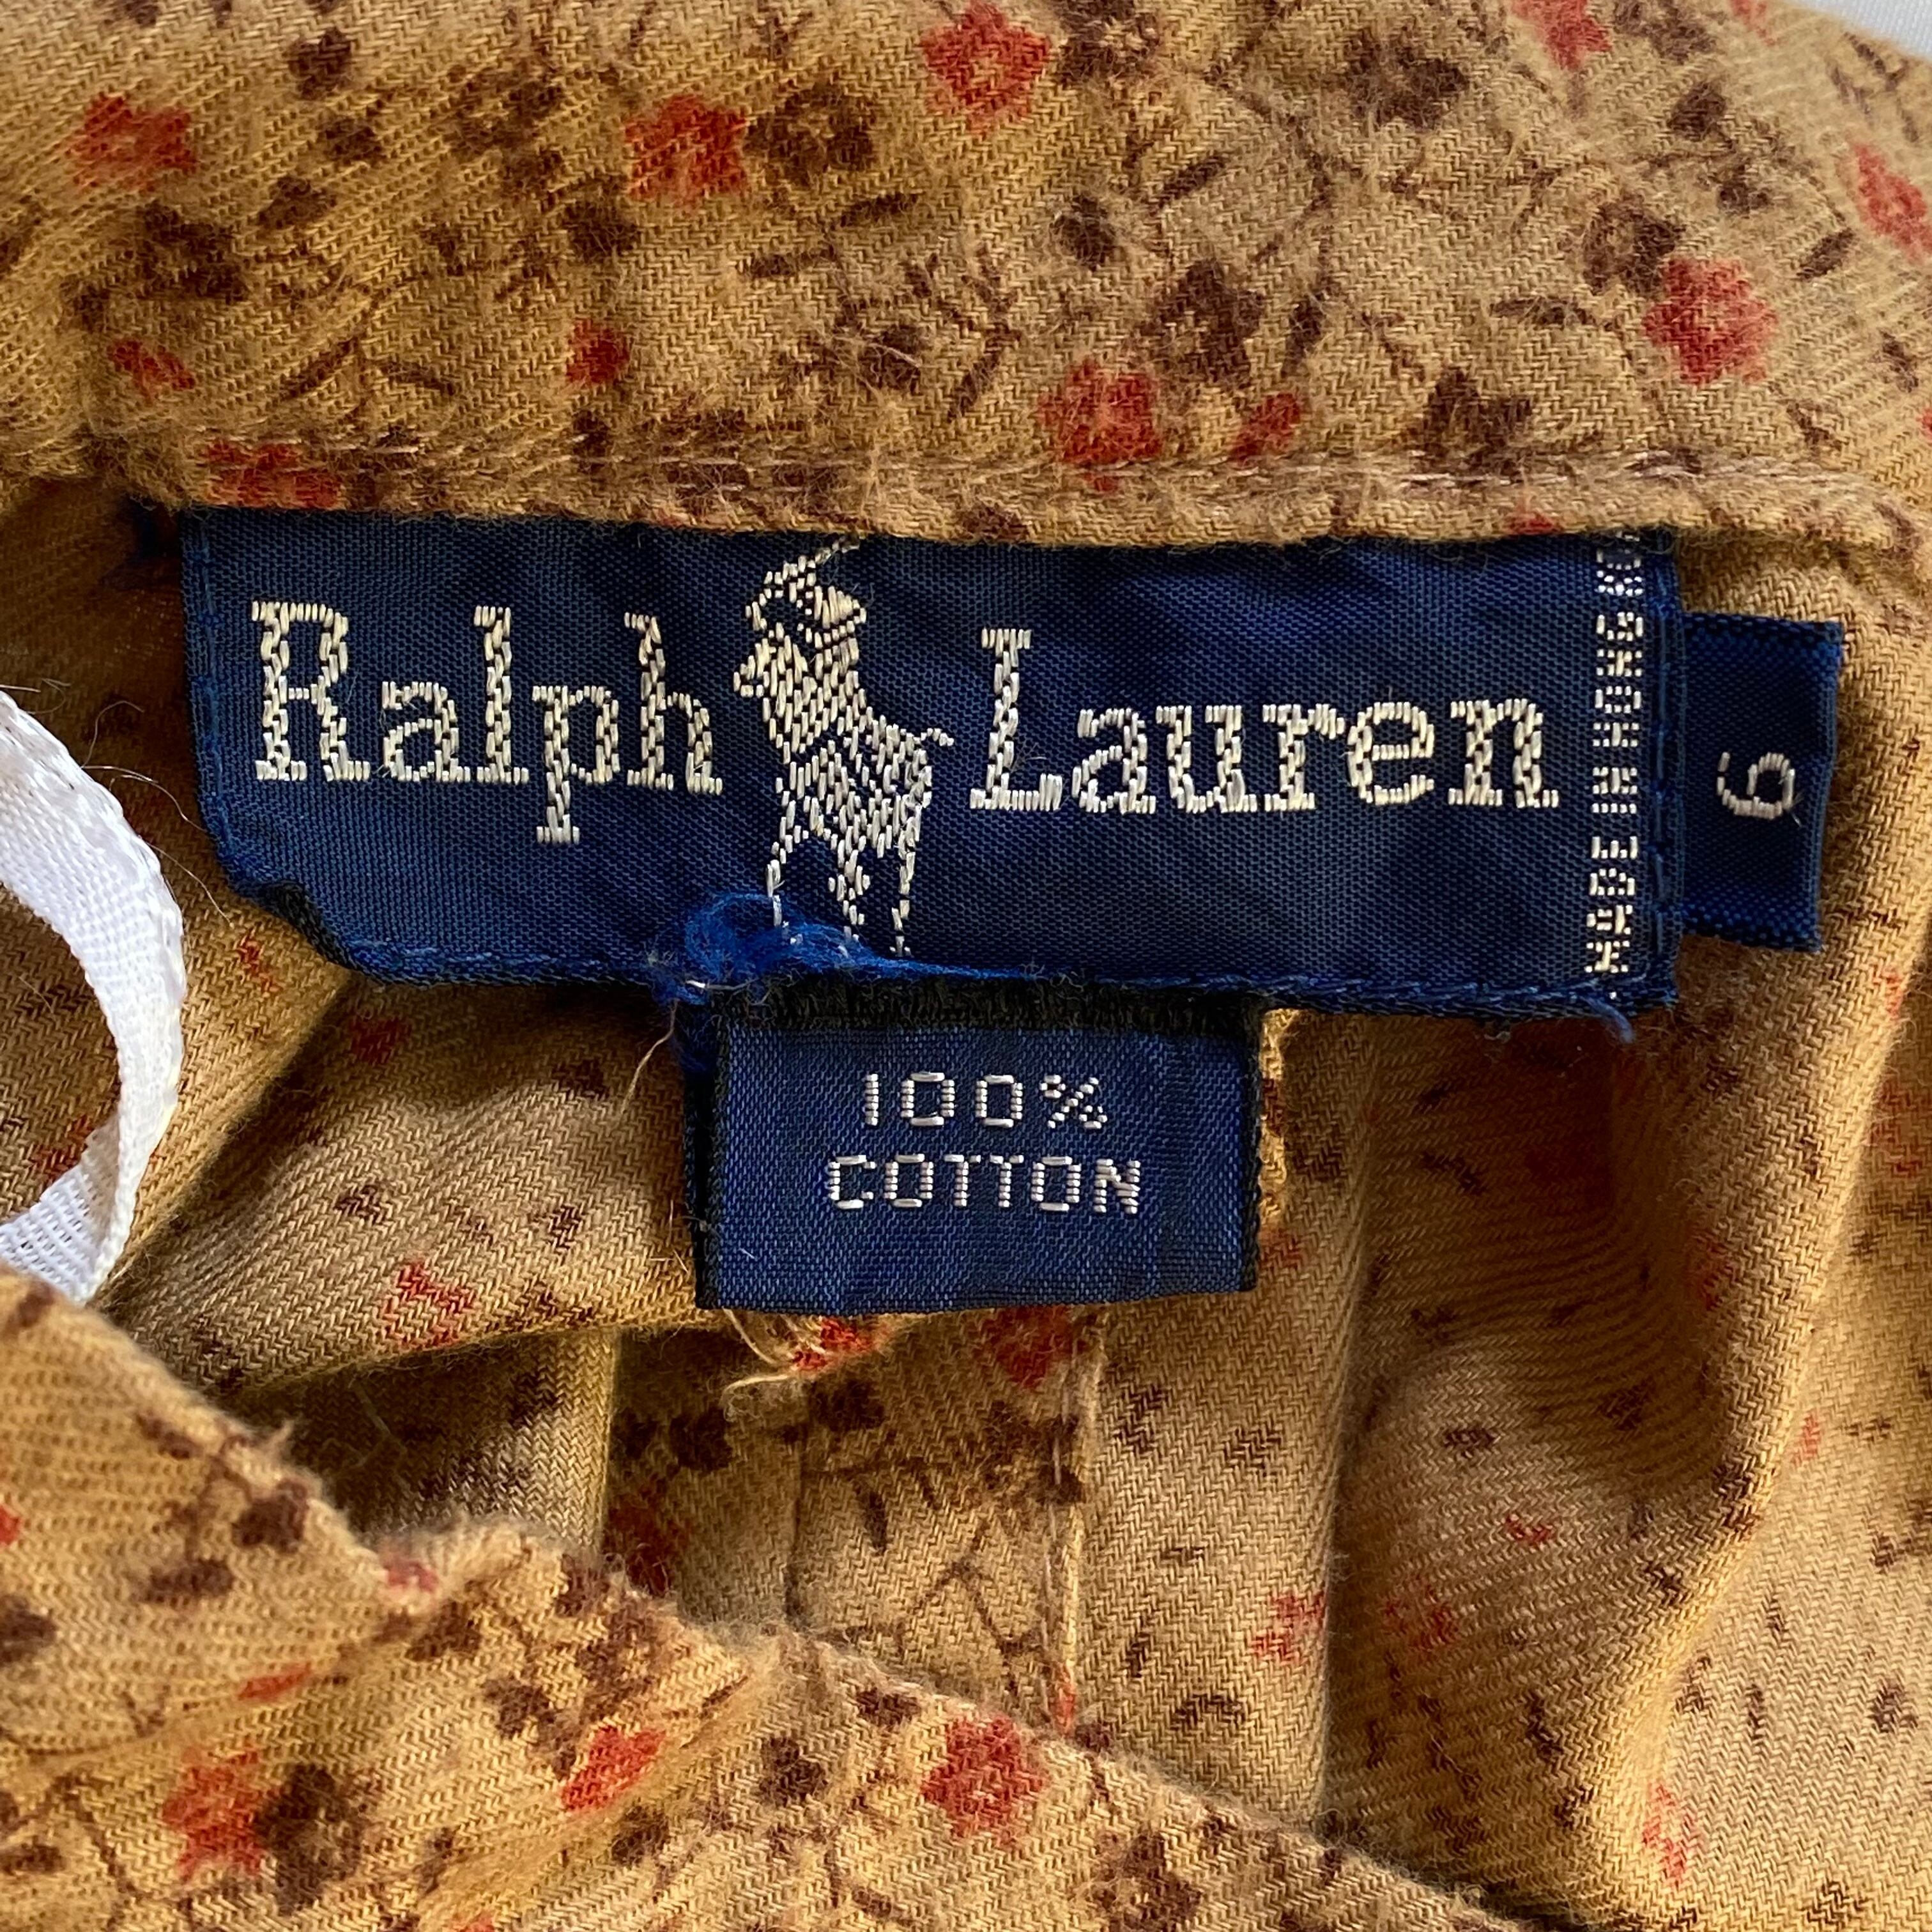 Ralph Lauren
MADE IN HONG KONG
6
100%
COTTON